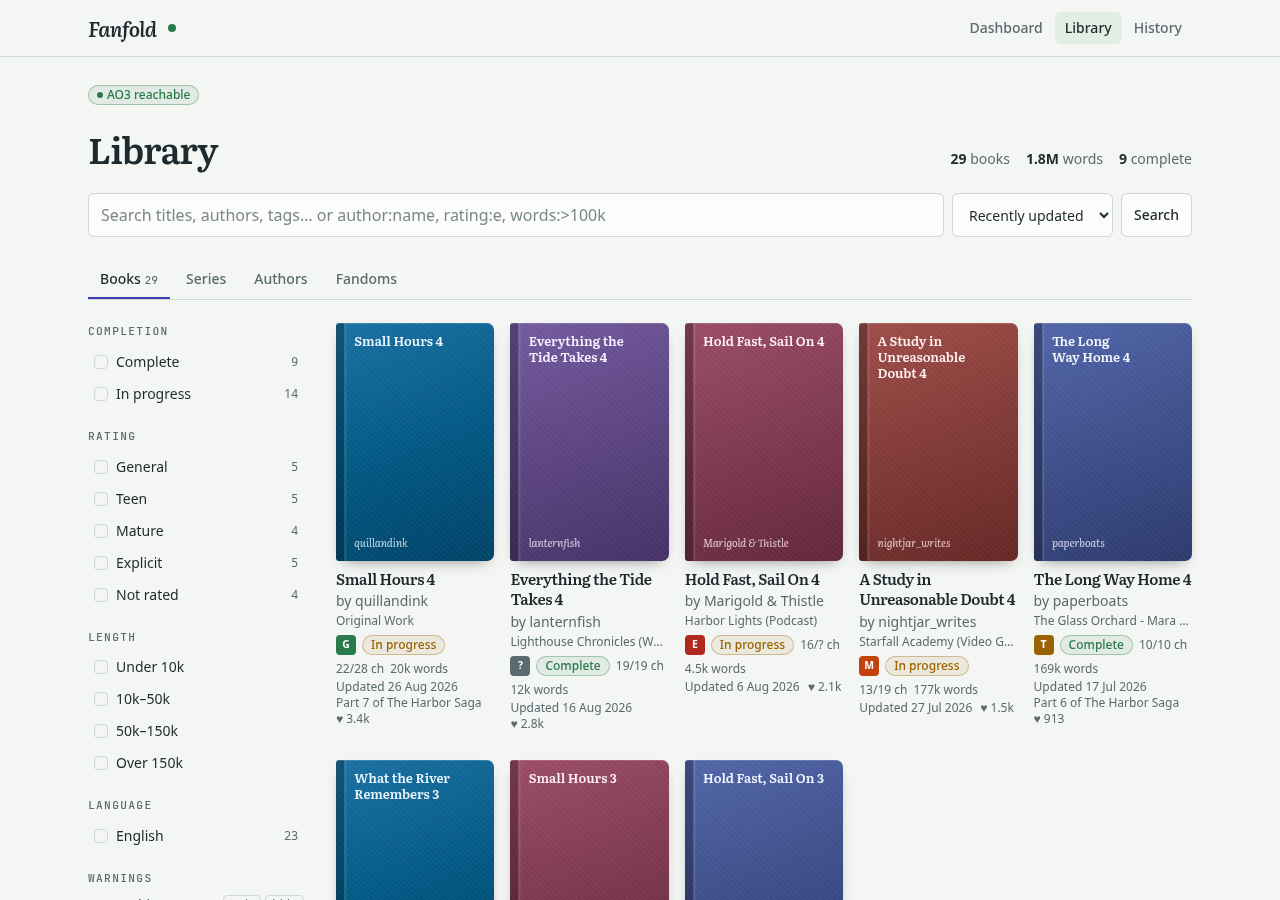 Fanfold
Dashboard Library History
AO3 reachable
Library
29 books 1.8M words 9 complete
Search titles, authors, tags... or author:name, rating:e, words:>100k
Recently updated
Search
Books 29 Series Authors Fandoms
COMPLETION
Complete 9
In progress 14
RATING
General 5
Teen 5
Mature 4
Explicit 5
Not rated 4
LENGTH
Under 10k
10k–50k
50k–150k
Over 150k
LANGUAGE
English 23
WARNINGS
Small Hours 4
quillandink
Small Hours 4
by quillandink
Original Work
G In progress
22/28 ch 20k words
Updated 26 Aug 2026
Part 7 of The Harbor Saga
♥ 3.4k
Everything the
Tide Takes 4
lanternfish
Everything the Tide
Takes 4
by lanternfish
Lighthouse Chronicles (W...
? Complete 19/19 ch
12k words
Updated 16 Aug 2026
♥ 2.8k
Hold Fast, Sail On 4
Marigold & Thistle
Hold Fast, Sail On 4
by Marigold & Thistle
Harbor Lights (Podcast)
E In progress 16/? ch
4.5k words
Updated 6 Aug 2026 ♥ 2.1k
A Study in
Unreasonable
Doubt 4
nightjar_writes
A Study in
Unreasonable Doubt 4
by nightjar_writes
Starfall Academy (Video G...
M In progress
13/19 ch 177k words
Updated 27 Jul 2026 ♥ 1.5k
The Long
Way Home 4
paperboats
The Long Way Home 4
by paperboats
The Glass Orchard - Mara ...
T Complete 10/10 ch
169k words
Updated 17 Jul 2026
Part 6 of The Harbor Saga
♥ 913
What the River
Remembers 3
Small Hours 3
Hold Fast, Sail On 3